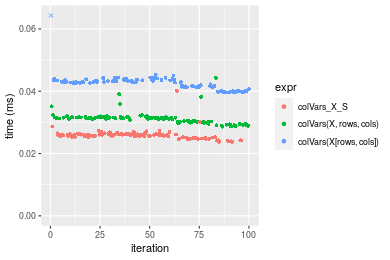 0.06
0.04
0.02
0.00
time (ms)
0
25
50
75
100
iteration
expr
colVars_X_S
colVars(X, rows, cols)
colVars(X[rows, cols])